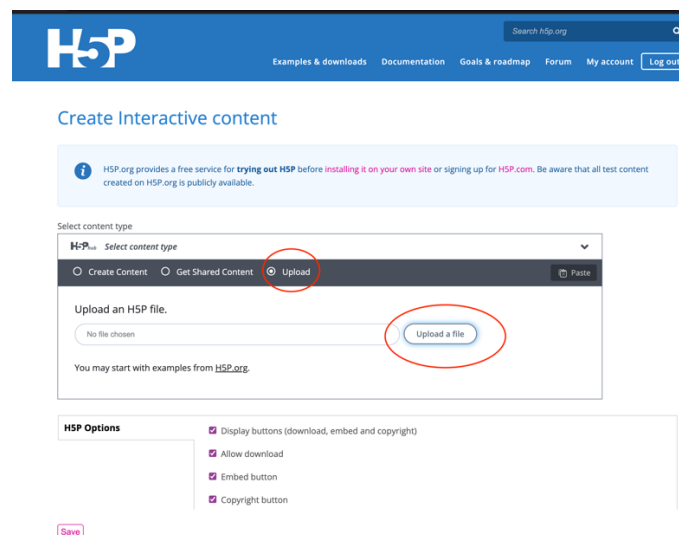 Search h5p.org
H5P
Examples & downloads Documentation Goals & roadmap Forum My account Log out
Create Interactive content
i
H5P.org provides a free service for trying out H5P before installing it on your own site or signing up for H5P.com. Be aware that all test content
created on H5P.org is publicly available.
Select content type
H5P hub Select content type
Create Content Get Shared Content Upload Paste
Upload an H5P file.
No file chosen Upload a file
You may start with examples from H5P.org.
H5P Options
Display buttons (download, embed and copyright)
Allow download
Embed button
Copyright button
Save